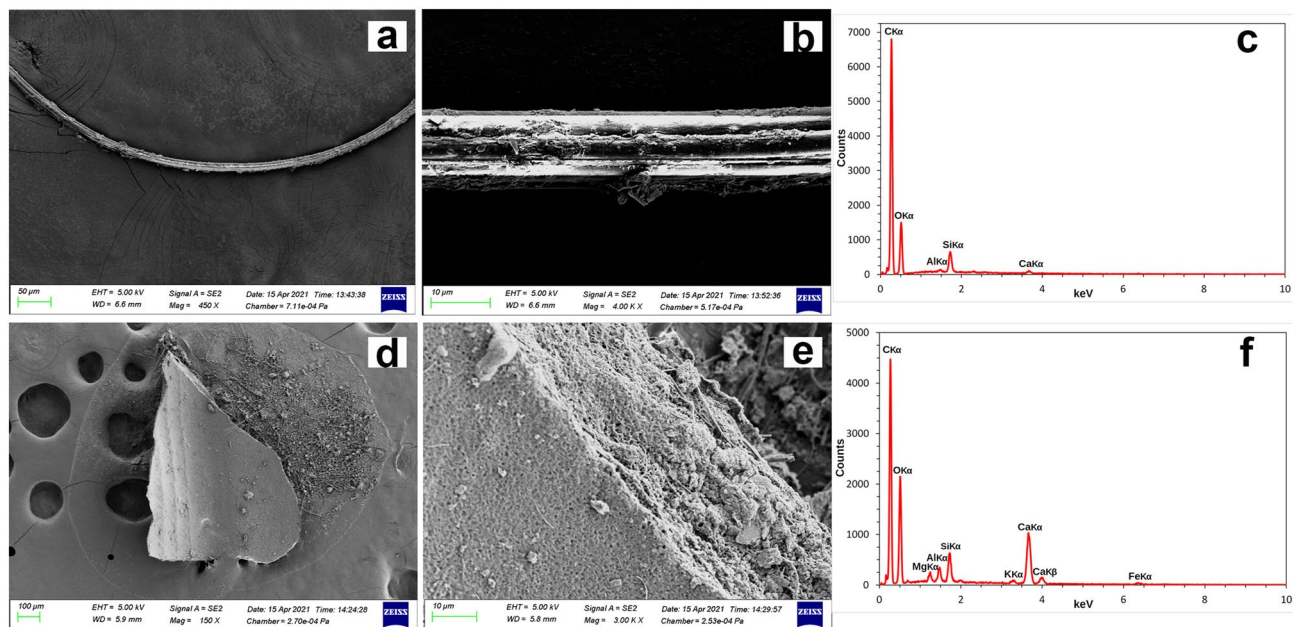 a
50 µm
EHT = 5.00 kV
WD = 6.6 mm
Signal A = SE2
Mag = 450 X
Date: 15 Apr 2021 Time: 13:43:38
Chamber = 7.11e-04 Pa
ZEISS
b
10 µm
EHT = 5.00 kV
WD = 6.6 mm
Signal A = SE2
Mag = 4.00 K X
Date: 15 Apr 2021 Time: 13:52:36
Chamber = 5.17e-04 Pa
ZEISS
c
CKα
OKα
AlKα
SiKα
CaKα
Counts
7000
6000
5000
4000
3000
2000
1000
0
0 2 4 6 8 10
keV
d
100 µm
EHT = 5.00 kV
WD = 5.9 mm
Signal A = SE2
Mag = 150 X
Date: 15 Apr 2021 Time: 14:24:28
Chamber = 2.70e-04 Pa
ZEISS
e
10 µm
EHT = 5.00 kV
WD = 5.8 mm
Signal A = SE2
Mag = 3.00 K X
Date: 15 Apr 2021 Time: 14:29:57
Chamber = 2.53e-04 Pa
ZEISS
f
CKα
OKα
MgKα
AlKα
SiKα
KKα
CaKα
CaKβ
FeKα
Counts
5000
4000
3000
2000
1000
0
0 2 4 6 8 10
keV